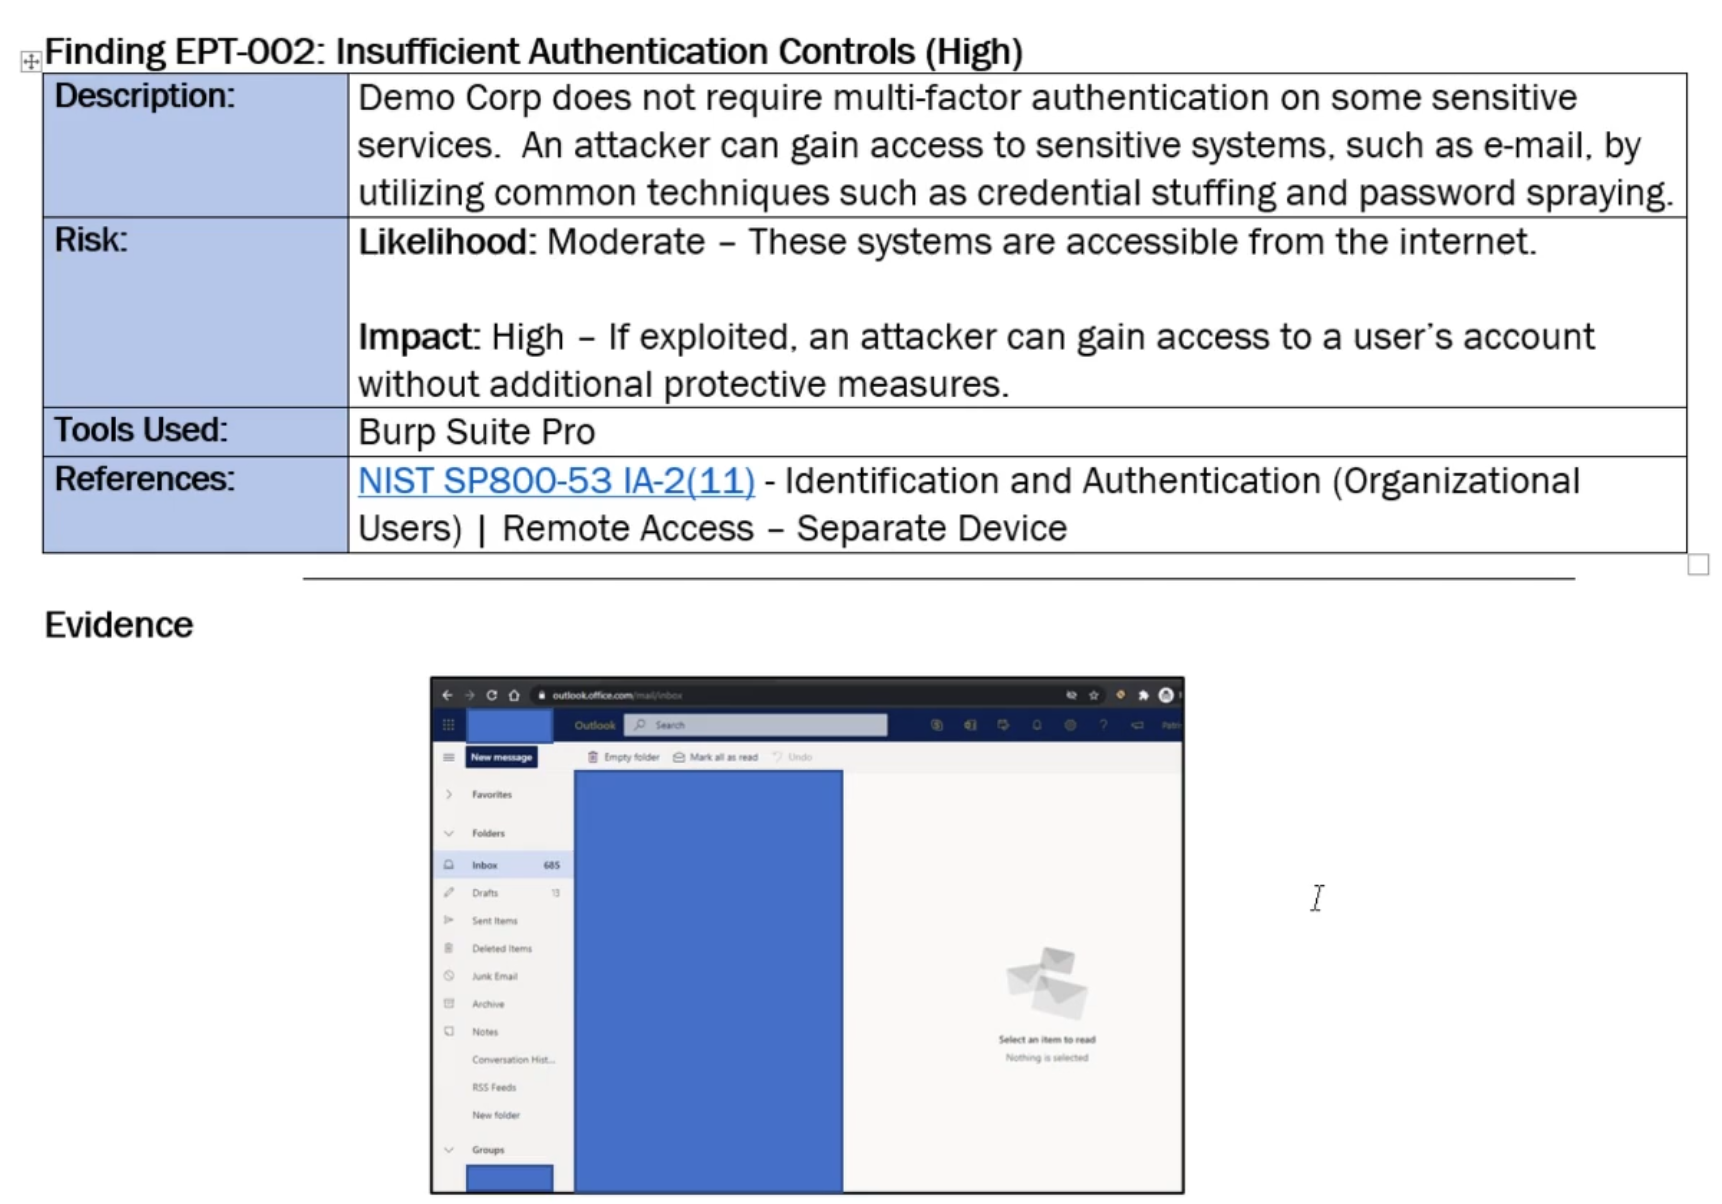 Finding EPT-002: Insufficient Authentication Controls (High)
Description:
Demo Corp does not require multi-factor authentication on some sensitive
services.  An attacker can gain access to sensitive systems, such as e-mail, by
utilizing common techniques such as credential stuffing and password spraying.
Risk:
Likelihood: Moderate – These systems are accessible from the internet.
Impact: High – If exploited, an attacker can gain access to a user’s account
without additional protective measures.
Tools Used:
Burp Suite Pro
References:
NIST SP800-53 IA-2(11) - Identification and Authentication (Organizational
Users) | Remote Access – Separate Device
Evidence
outlook.office.com/mail/inbox
Outlook
Search
New message
Empty folder
Mark all as read
Undo
Favorites
Folders
Inbox 685
Drafts 13
Sent Items
Deleted Items
Junk Email
Archive
Notes
Conversation Hist...
RSS Feeds
New folder
Groups
Select an item to read
Nothing is selected